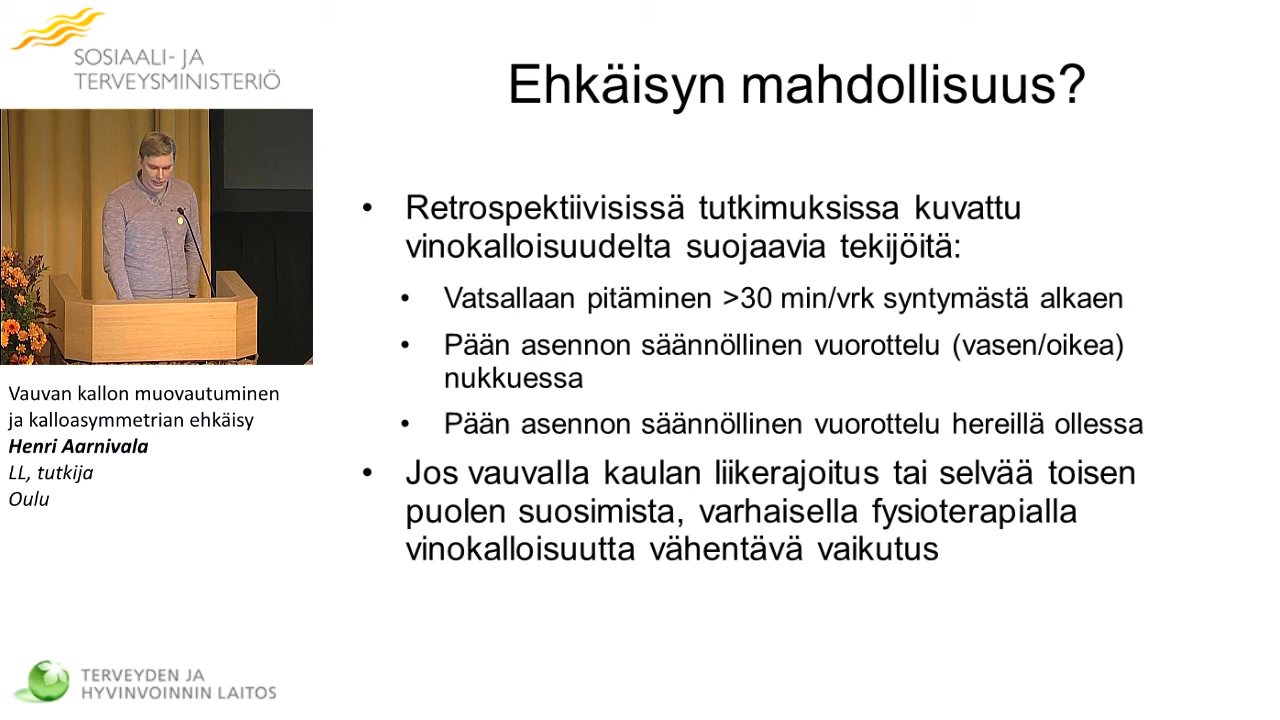 SOSIAALI- JA
TERVEYSMINISTERIÖ
Ehkäisyn mahdollisuus?
• Retrospektiivisissä tutkimuksissa kuvattu
vinokalloisuudelta suojaavia tekijöitä:
• Vatsallaan pitäminen >30 min/vrk syntymästä alkaen
• Pään asennon säännöllinen vuorottelu (vasen/oikea)
nukkuessa
• Pään asennon säännöllinen vuorottelu hereillä ollessa
• Jos vauvalla kaulan liikerajoitus tai selvää toisen
puolen suosimista, varhaisella fysioterapialla
vinokalloisuutta vähentävä vaikutus
Vauvan kallon muovautuminen
ja kalloasymmetrian ehkäisy
Henri Aarnivala
LL, tutkija
Oulu
TERVEYDEN JA
HYVINVOINNIN LAITOS